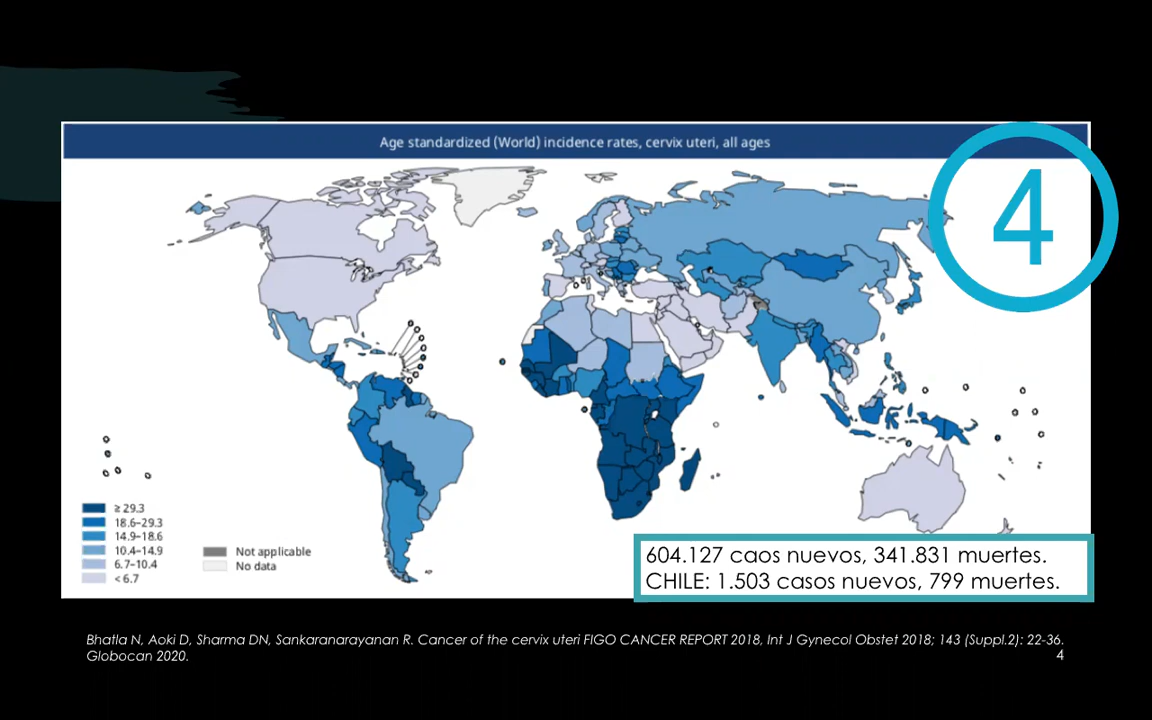 Age standardized (World) incidence rates, cervix uteri, all ages
4
≥ 29.3
18.6–29.3
14.9–18.6
10.4–14.9
6.7–10.4
< 6.7
Not applicable
No data
604.127 caos nuevos, 341.831 muertes.
CHILE: 1.503 casos nuevos, 799 muertes.
Bhatla N, Aoki D, Sharma DN, Sankaranarayanan R. Cancer of the cervix uteri FIGO CANCER REPORT 2018, Int J Gynecol Obstet 2018; 143 (Suppl.2): 22-36.
Globocan 2020.
4